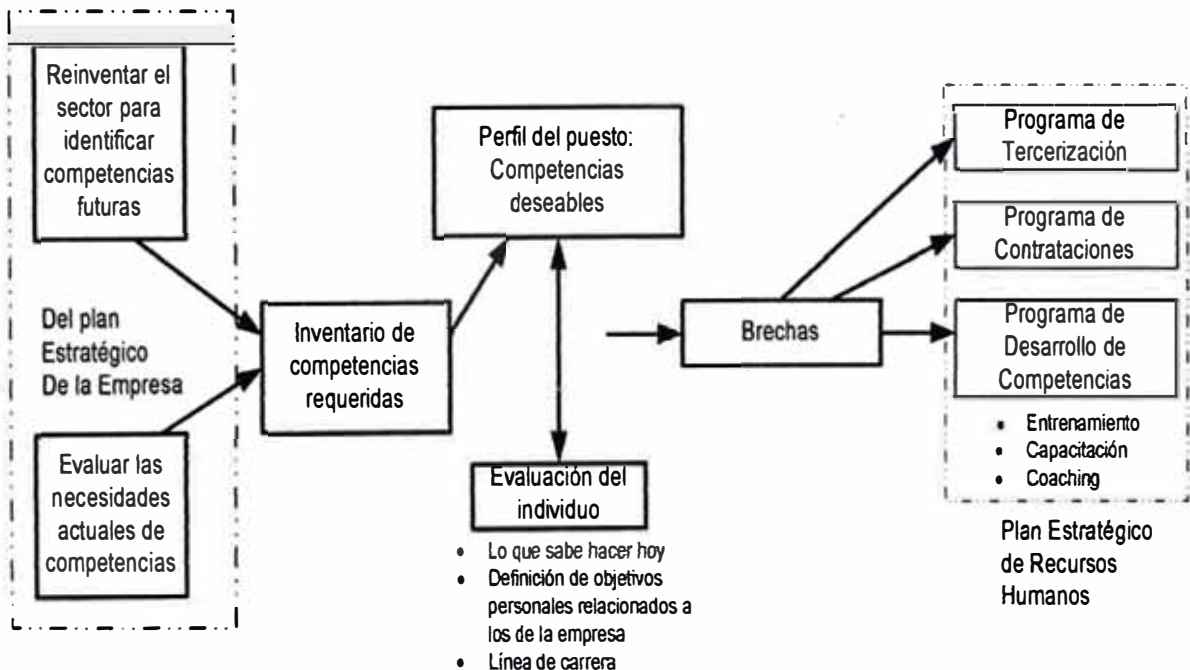 Reinventar el
sector para
identificar
competencias
futuras
Del plan
Estratégico
De la Empresa
Evaluar las
necesidades
actuales de
competencias
Inventario de
competencias
requeridas
Perfil del puesto:
Competencias
deseables
Evaluación del
individuo
• Lo que sabe hacer hoy
• Definición de objetivos
personales relacionados a
los de la empresa
• Línea de carrera
Brechas
Programa de
Tercerización
Programa de
Contrataciones
Programa de
Desarrollo de
Competencias
• Entrenamiento
• Capacitación
• Coaching
Plan Estratégico
de Recursos
Humanos